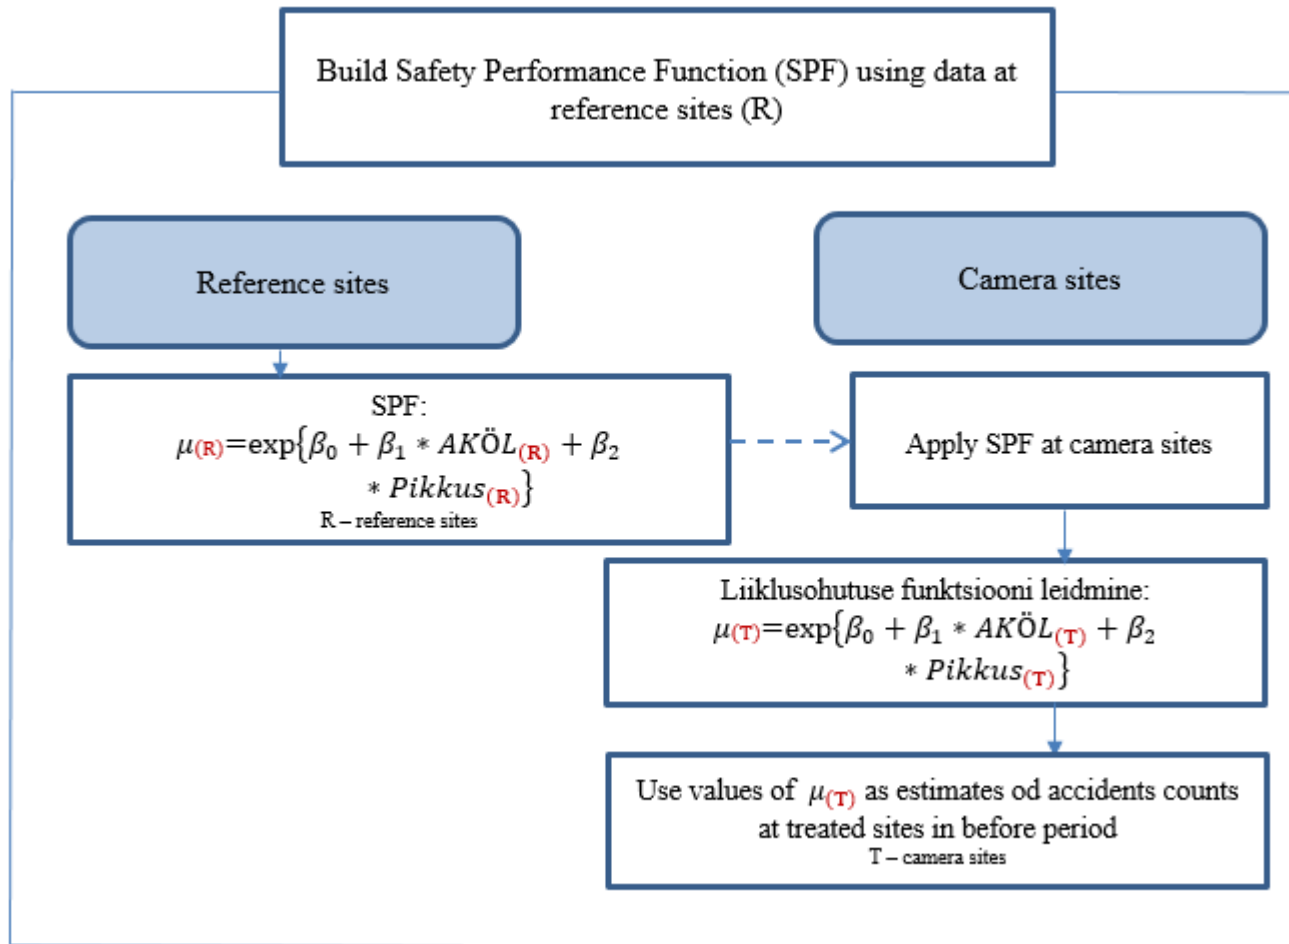 Build Safety Performance Function (SPF) using data at
reference sites (R)
Reference sites
Camera sites
SPF:
μ(R)=exp{β₀ + β₁ * AKÖL(R) + β₂
* Pikkus(R)}
R – reference sites
Apply SPF at camera sites
Liiklusohutuse funktsiooni leidmine:
μ(T)=exp{β₀ + β₁ * AKÖL(T) + β₂
* Pikkus(T)}
Use values of μ(T) as estimates od accidents counts
at treated sites in before period
T – camera sites